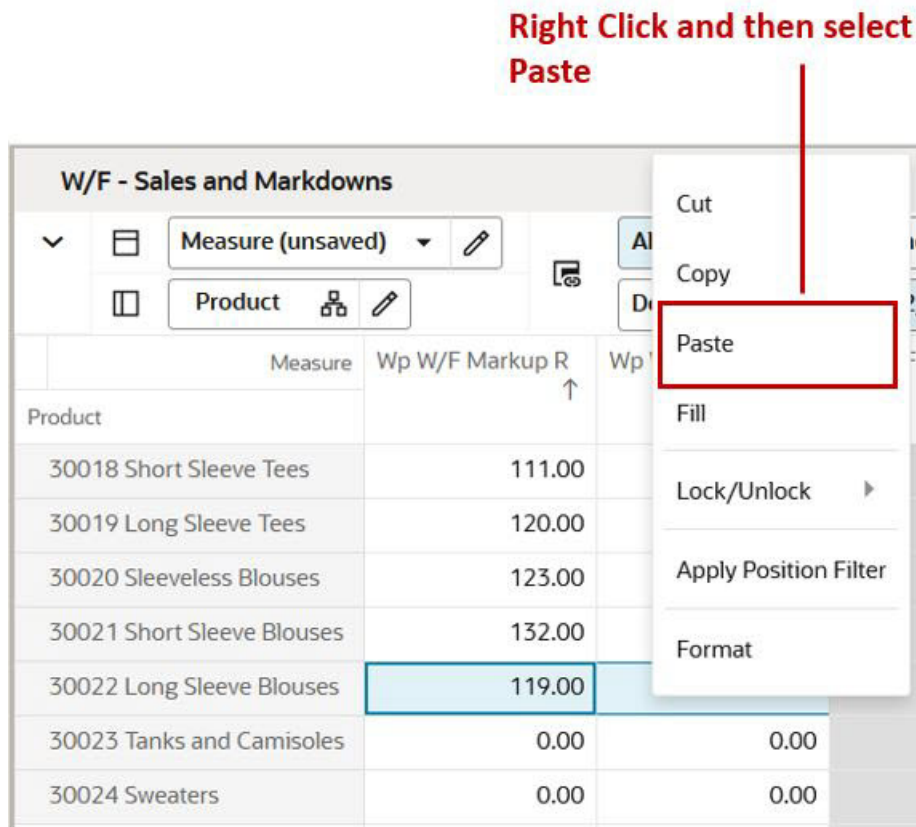 Right Click and then select
Paste
W/F - Sales and Markdowns
Measure (unsaved)
Product
Measure
Wp W/F Markup R
Wp
Product
30018 Short Sleeve Tees 111.00
30019 Long Sleeve Tees 120.00
30020 Sleeveless Blouses 123.00
30021 Short Sleeve Blouses 132.00
30022 Long Sleeve Blouses 119.00
30023 Tanks and Camisoles 0.00 0.00
30024 Sweaters 0.00 0.00
Cut
Copy
Paste
Fill
Lock/Unlock
Apply Position Filter
Format